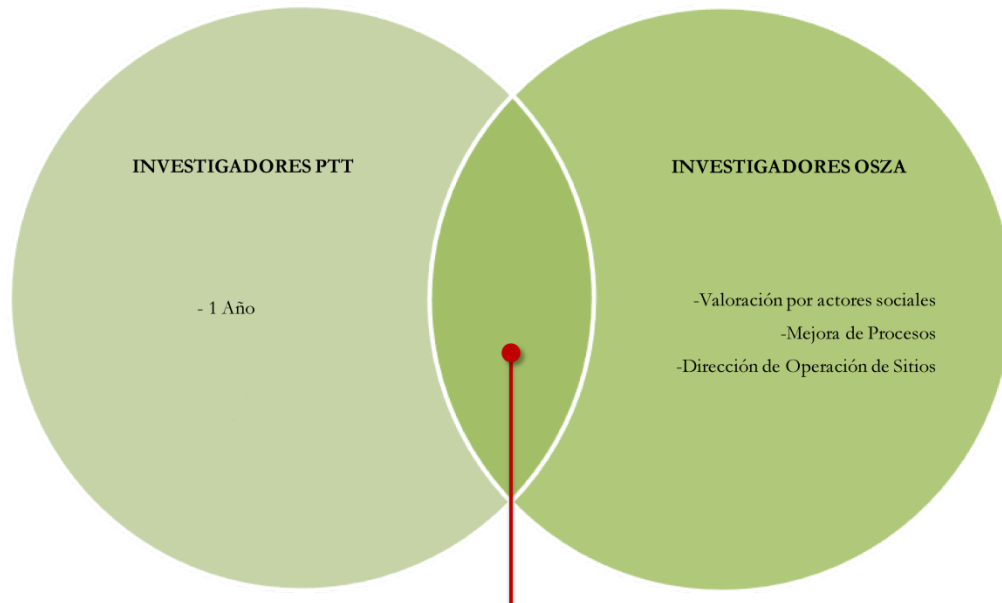 INVESTIGADORES PTT
- 1 Año
INVESTIGADORES OSZA
-Valoración por actores sociales
-Mejora de Procesos
-Dirección de Operación de Sitios